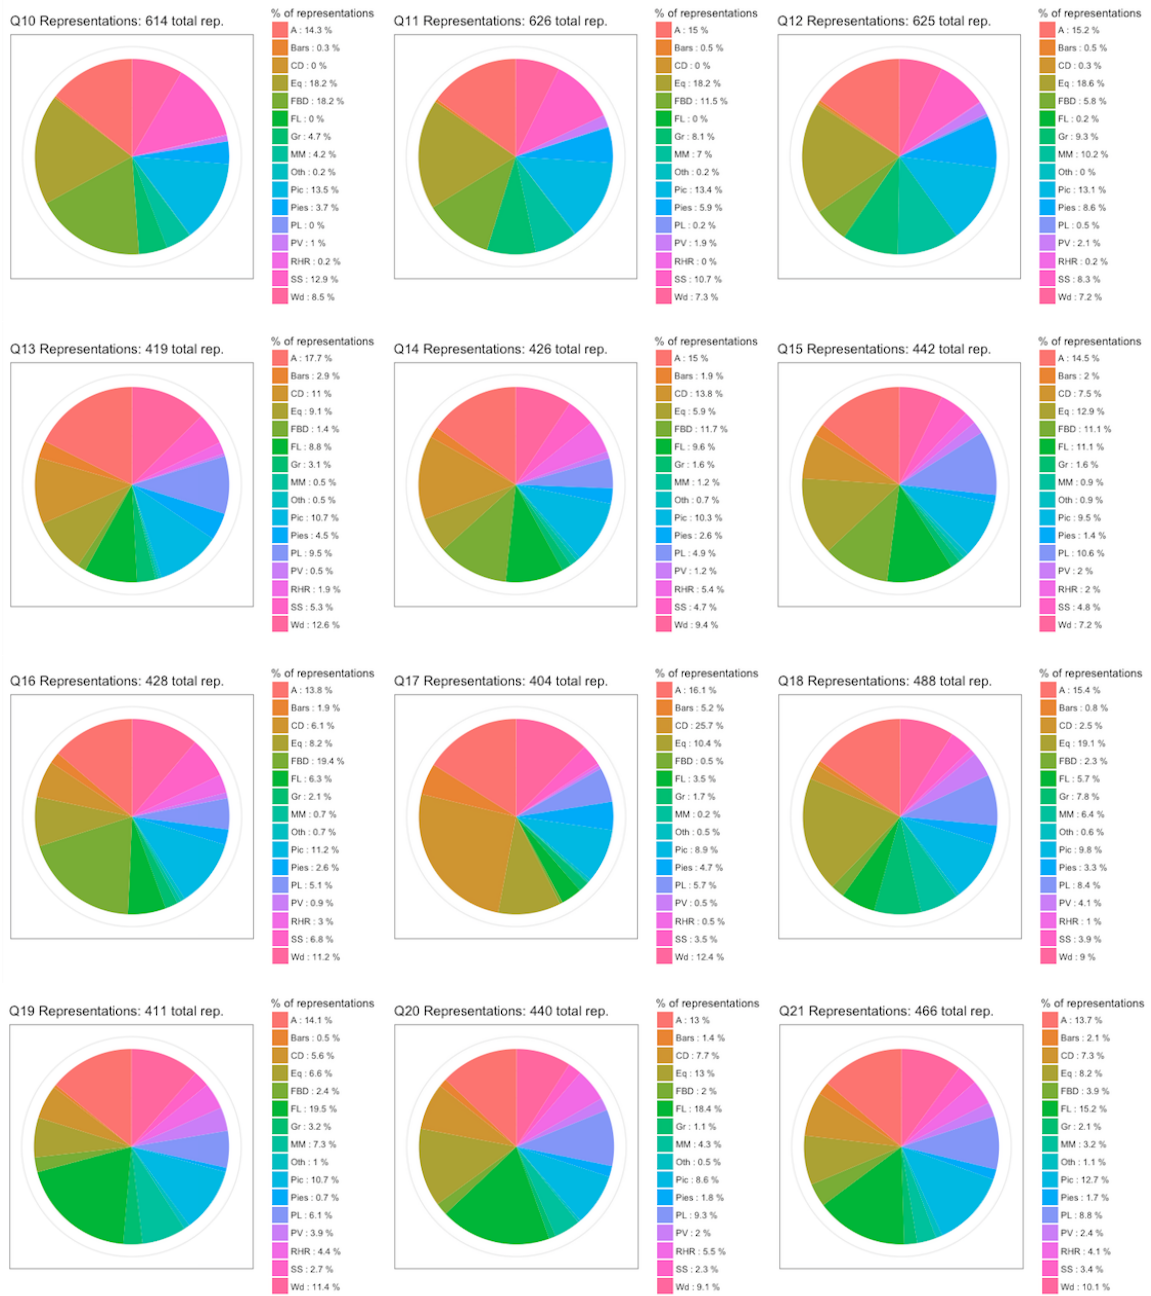 Q10 Representations: 614 total rep.
% of representations
A : 14.3 %
Bars : 0.3 %
CD : 0 %
Eq : 18.2 %
FBD : 18.2 %
FL : 0 %
Gr : 4.7 %
MM : 4.2 %
Oth : 0.2 %
Pic : 13.5 %
Pies : 3.7 %
PL : 0 %
PV : 1 %
RHR : 0.2 %
SS : 12.9 %
Wd : 8.5 %
Q11 Representations: 626 total rep.
% of representations
A : 15 %
Bars : 0.5 %
CD : 0 %
Eq : 18.2 %
FBD : 11.5 %
FL : 0 %
Gr : 8.1 %
MM : 7 %
Oth : 0.2 %
Pic : 13.4 %
Pies : 5.9 %
PL : 0.2 %
PV : 1.9 %
RHR : 0 %
SS : 10.7 %
Wd : 7.3 %
Q12 Representations: 625 total rep.
% of representations
A : 15.2 %
Bars : 0.5 %
CD : 0.3 %
Eq : 18.6 %
FBD : 5.8 %
FL : 0.2 %
Gr : 9.3 %
MM : 10.2 %
Oth : 0 %
Pic : 13.1 %
Pies : 8.6 %
PL : 0.5 %
PV : 2.1 %
RHR : 0.2 %
SS : 8.3 %
Wd : 7.2 %
Q13 Representations: 419 total rep.
% of representations
A : 17.7 %
Bars : 2.9 %
CD : 11 %
Eq : 9.1 %
FBD : 1.4 %
FL : 8.8 %
Gr : 3.1 %
MM : 0.5 %
Oth : 0.5 %
Pic : 10.7 %
Pies : 4.5 %
PL : 9.5 %
PV : 0.5 %
RHR : 1.9 %
SS : 5.3 %
Wd : 12.6 %
Q14 Representations: 426 total rep.
% of representations
A : 15 %
Bars : 1.9 %
CD : 13.8 %
Eq : 5.9 %
FBD : 11.7 %
FL : 9.6 %
Gr : 1.6 %
MM : 1.2 %
Oth : 0.7 %
Pic : 10.3 %
Pies : 2.6 %
PL : 4.9 %
PV : 1.2 %
RHR : 5.4 %
SS : 4.7 %
Wd : 9.4 %
Q15 Representations: 442 total rep.
% of representations
A : 14.5 %
Bars : 2 %
CD : 7.5 %
Eq : 12.9 %
FBD : 11.1 %
FL : 11.1 %
Gr : 1.6 %
MM : 0.9 %
Oth : 0.9 %
Pic : 9.5 %
Pies : 1.4 %
PL : 10.6 %
PV : 2 %
RHR : 2 %
SS : 4.8 %
Wd : 7.2 %
Q16 Representations: 428 total rep.
% of representations
A : 13.8 %
Bars : 1.9 %
CD : 6.1 %
Eq : 8.2 %
FBD : 19.4 %
FL : 6.3 %
Gr : 2.1 %
MM : 0.7 %
Oth : 0.7 %
Pic : 11.2 %
Pies : 2.6 %
PL : 5.1 %
PV : 0.9 %
RHR : 3 %
SS : 6.8 %
Wd : 11.2 %
Q17 Representations: 404 total rep.
% of representations
A : 16.1 %
Bars : 5.2 %
CD : 25.7 %
Eq : 10.4 %
FBD : 0.5 %
FL : 3.5 %
Gr : 1.7 %
MM : 0.2 %
Oth : 0.5 %
Pic : 8.9 %
Pies : 4.7 %
PL : 5.7 %
PV : 0.5 %
RHR : 0.5 %
SS : 3.5 %
Wd : 12.4 %
Q18 Representations: 488 total rep.
% of representations
A : 15.4 %
Bars : 0.8 %
CD : 2.5 %
Eq : 19.1 %
FBD : 2.3 %
FL : 5.7 %
Gr : 7.8 %
MM : 6.4 %
Oth : 0.6 %
Pic : 9.8 %
Pies : 3.3 %
PL : 8.4 %
PV : 4.1 %
RHR : 1 %
SS : 3.9 %
Wd : 9 %
Q19 Representations: 411 total rep.
% of representations
A : 14.1 %
Bars : 0.5 %
CD : 5.6 %
Eq : 6.6 %
FBD : 2.4 %
FL : 19.5 %
Gr : 3.2 %
MM : 7.3 %
Oth : 1 %
Pic : 10.7 %
Pies : 0.7 %
PL : 6.1 %
PV : 3.9 %
RHR : 4.4 %
SS : 2.7 %
Wd : 11.4 %
Q20 Representations: 440 total rep.
% of representations
A : 13 %
Bars : 1.4 %
CD : 7.7 %
Eq : 13 %
FBD : 2 %
FL : 18.4 %
Gr : 1.1 %
MM : 4.3 %
Oth : 0.5 %
Pic : 8.6 %
Pies : 1.8 %
PL : 9.3 %
PV : 2 %
RHR : 5.5 %
SS : 2.3 %
Wd : 9.1 %
Q21 Representations: 466 total rep.
% of representations
A : 13.7 %
Bars : 2.1 %
CD : 7.3 %
Eq : 8.2 %
FBD : 3.9 %
FL : 15.2 %
Gr : 2.1 %
MM : 3.2 %
Oth : 1.1 %
Pic : 12.7 %
Pies : 1.7 %
PL : 8.8 %
PV : 2.4 %
RHR : 4.1 %
SS : 3.4 %
Wd : 10.1 %